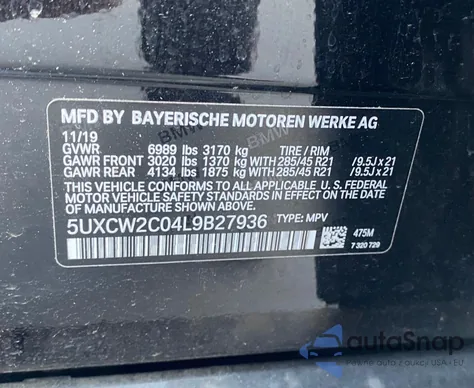 MFD BY BAYERISCHE MOTOREN WERKE AG
11/19
GVWR 6989 lbs 3170 kg TIRE / RIM
GAWR FRONT 3020 lbs 1370 kg WITH 285/45 R21 /9.5J x 21
GAWR REAR 4134 lbs 1875 kg WITH 285/45 R21 /9.5J x 21
THIS VEHICLE CONFORMS TO ALL APPLICABLE U. S. FEDERAL
MOTOR VEHICLE SAFETY STANDARDS IN EFFECT ON THE DATE
OF MANUFACTURE SHOWN ABOVE.
5UXCW2C04L9B27936 TYPE: MPV
475M
7 320 729
autoSnap